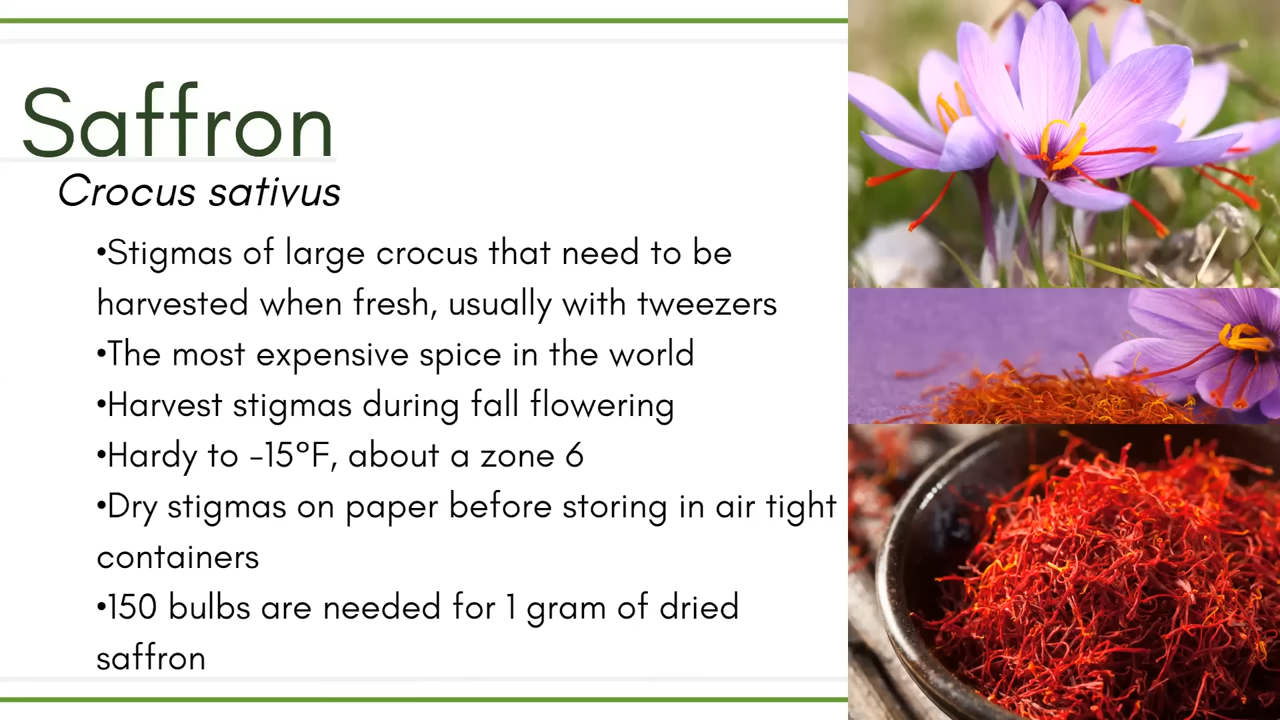 Saffron
Crocus sativus
•Stigmas of large crocus that need to be
harvested when fresh, usually with tweezers
•The most expensive spice in the world
•Harvest stigmas during fall flowering
•Hardy to -15°F, about a zone 6
•Dry stigmas on paper before storing in air tight
containers
•150 bulbs are needed for 1 gram of dried
saffron